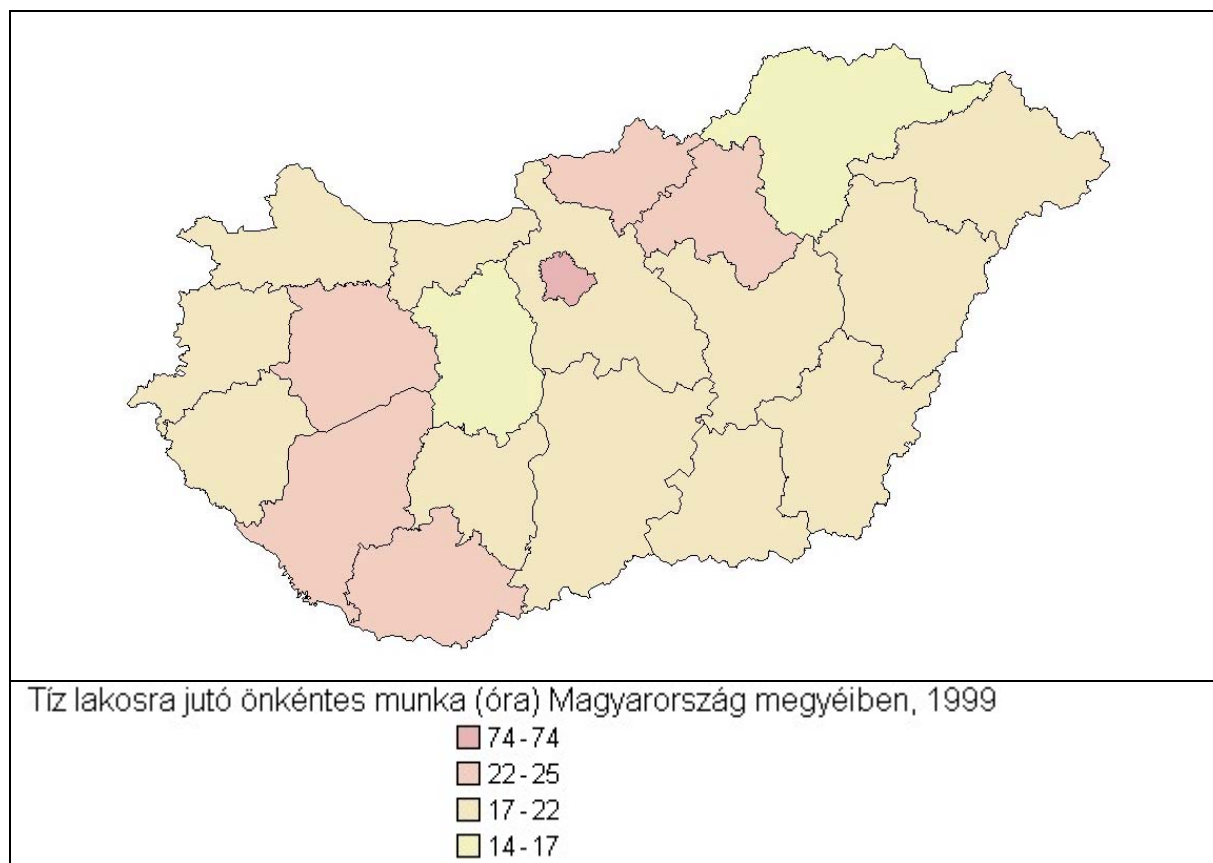 Tíz lakosra jutó önkéntes munka (óra) Magyarország megyéiben, 1999
74 - 74
22 - 25
17 - 22
14 - 17